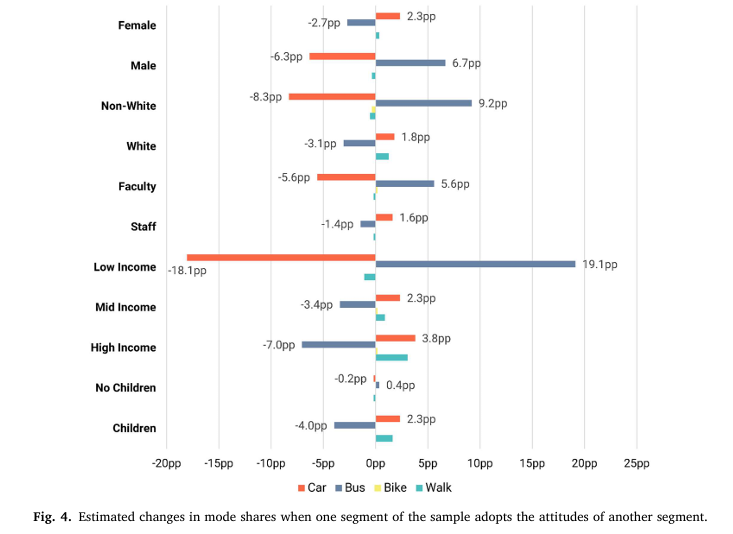 Female -2.7pp 2.3pp
Male -6.3pp 6.7pp
Non-White -8.3pp 9.2pp
White -3.1pp 1.8pp
Faculty -5.6pp 5.6pp
Staff -1.4pp 1.6pp
Low Income -18.1pp 19.1pp
Mid Income -3.4pp 2.3pp
High Income -7.0pp 3.8pp
No Children -0.2pp 0.4pp
Children -4.0pp 2.3pp
-20pp -15pp -10pp -5pp 0pp 5pp 10pp 15pp 20pp 25pp
Car Bus Bike Walk
Fig. 4. Estimated changes in mode shares when one segment of the sample adopts the attitudes of another segment.